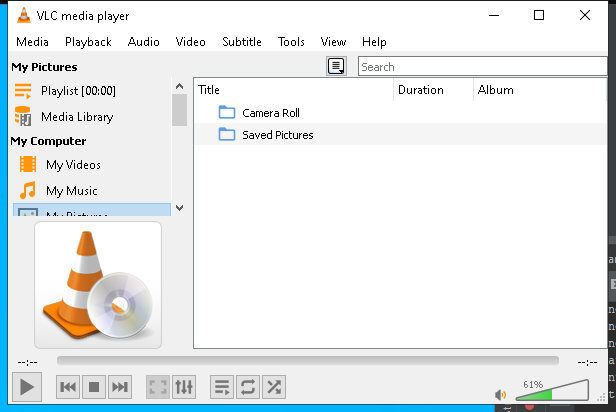 VLC media player
Media Playback Audio Video Subtitle Tools View Help
My Pictures
Search
Playlist [00:00]
Media Library
My Computer
My Videos
My Music
My Pictures
Title Duration Album
Camera Roll
Saved Pictures
--:-- --:--
61%